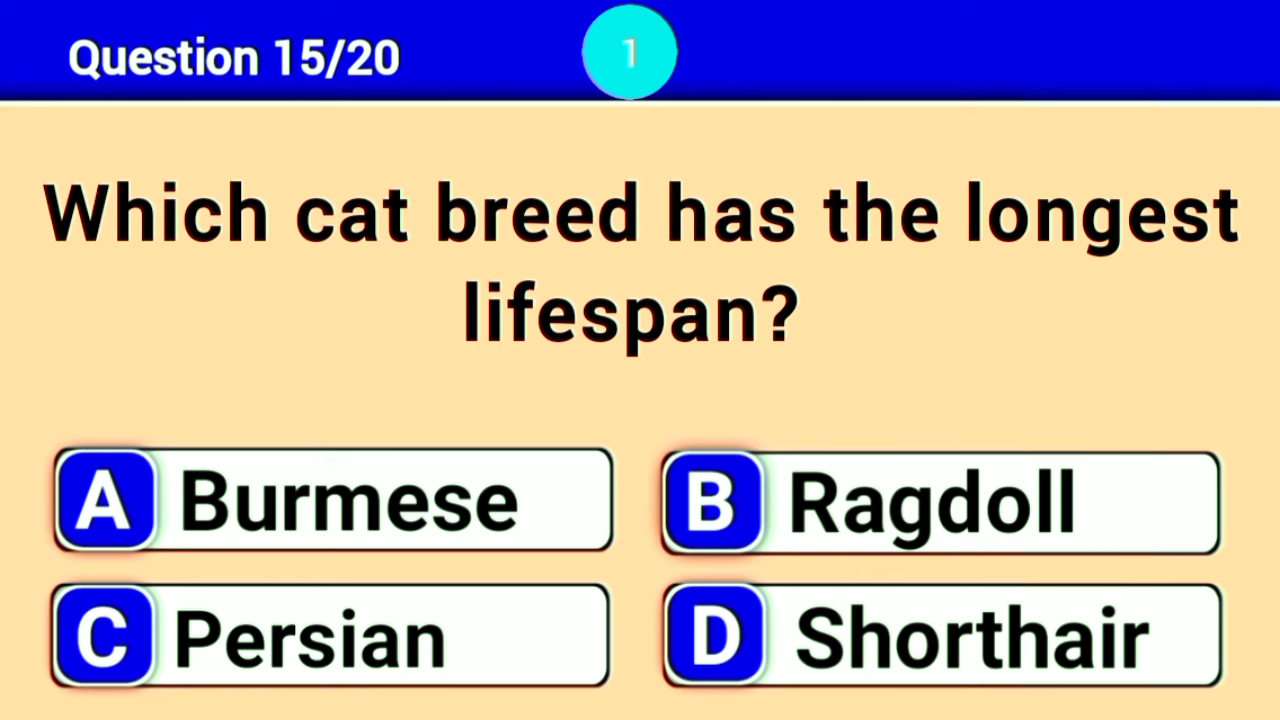 Question 15/20
1
Which cat breed has the longest
lifespan?
A Burmese
B Ragdoll
C Persian
D Shorthair